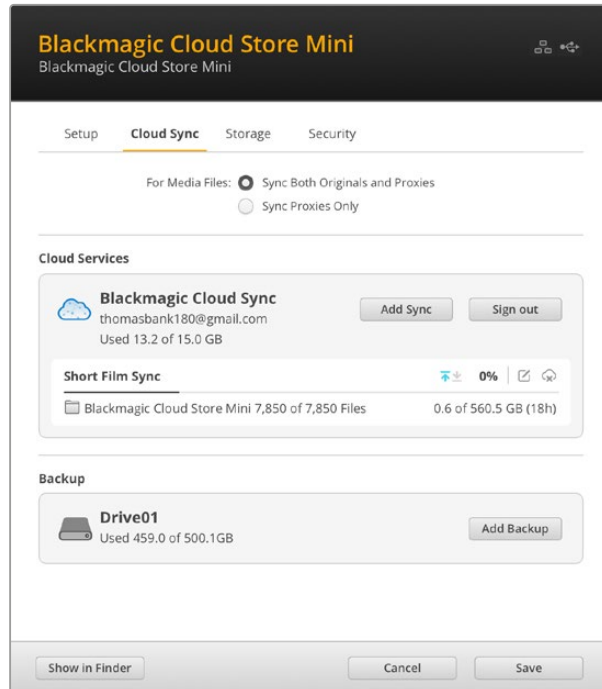 Blackmagic Cloud Store Mini
Blackmagic Cloud Store Mini
Setup Cloud Sync Storage Security
For Media Files: Sync Both Originals and Proxies
Sync Proxies Only
Cloud Services
Blackmagic Cloud Sync
thomasbank180@gmail.com
Used 13.2 of 15.0 GB
Add Sync Sign out
Short Film Sync 0%
Blackmagic Cloud Store Mini 7,850 of 7,850 Files 0.6 of 560.5 GB (18h)
Backup
Drive01
Used 459.0 of 500.1GB
Add Backup
Show in Finder Cancel Save